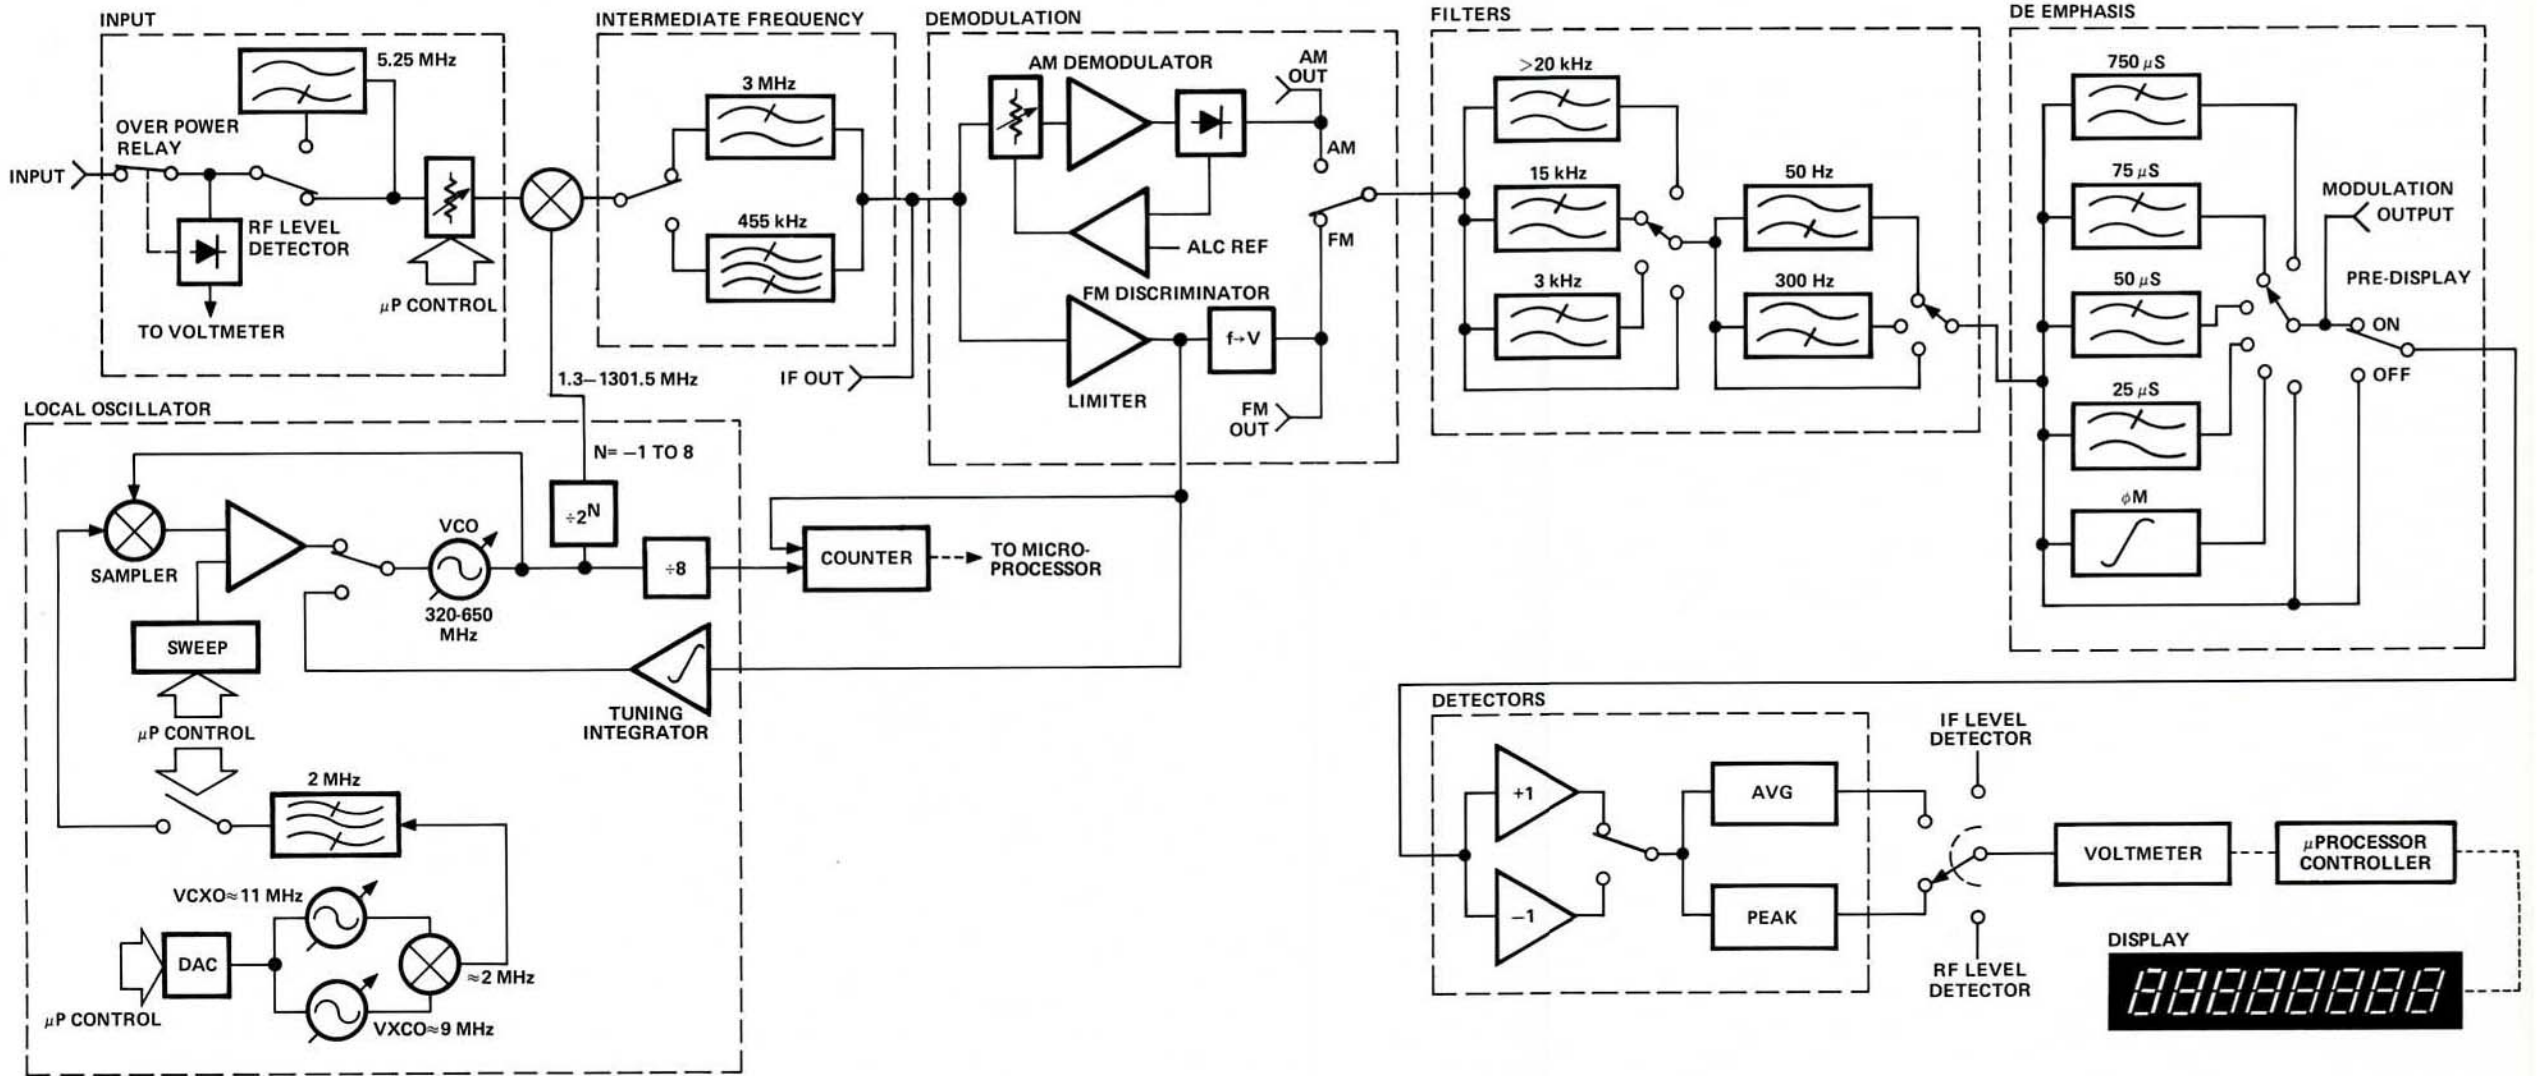 INPUT
5.25 MHz
OVER POWER
RELAY
INPUT
RF LEVEL
DETECTOR
TO VOLTMETER
μP CONTROL
INTERMEDIATE FREQUENCY
3 MHz
455 kHz
1.3–1301.5 MHz
IF OUT
DEMODULATION
AM DEMODULATOR
AM
OUT
AM
ALC REF
FM
FM DISCRIMINATOR
f→V
LIMITER
FM
OUT
FILTERS
>20 kHz
15 kHz
3 kHz
50 Hz
300 Hz
DE EMPHASIS
750 μS
75 μS
50 μS
25 μS
φM
MODULATION
OUTPUT
PRE-DISPLAY
ON
OFF
LOCAL OSCILLATOR
N= –1 TO 8
÷2N
SAMPLER
VCO
320-650
MHz
÷8
COUNTER
TO MICRO-
PROCESSOR
SWEEP
μP CONTROL
TUNING
INTEGRATOR
2 MHz
VCXO≈11 MHz
DAC
≈2 MHz
μP CONTROL
VXCO≈9 MHz
DETECTORS
+1
–1
AVG
PEAK
IF LEVEL
DETECTOR
RF LEVEL
DETECTOR
VOLTMETER
μPROCESSOR
CONTROLLER
DISPLAY
88888888